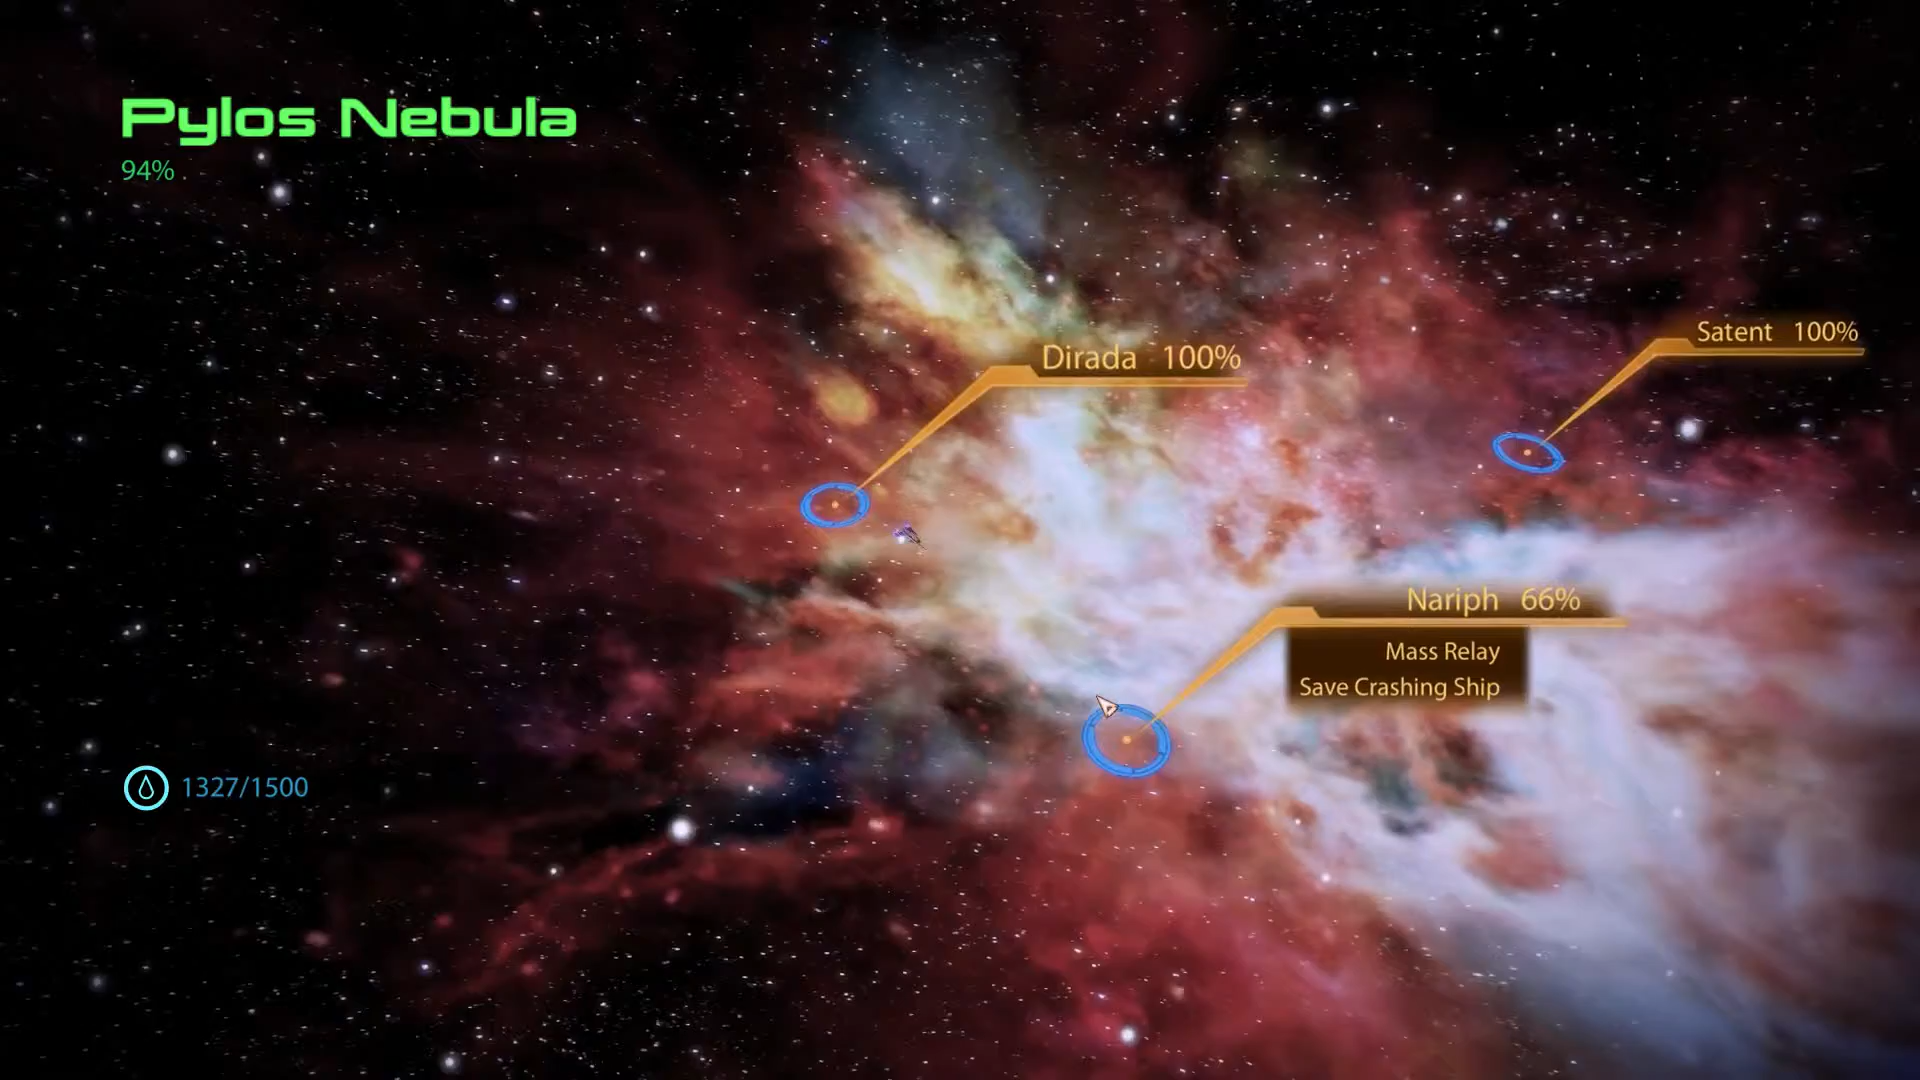 Pylos Nebula
94%
Satent 100%
Dirada 100%
Nariph 66%
Mass Relay
Save Crashing Ship
1327/1500